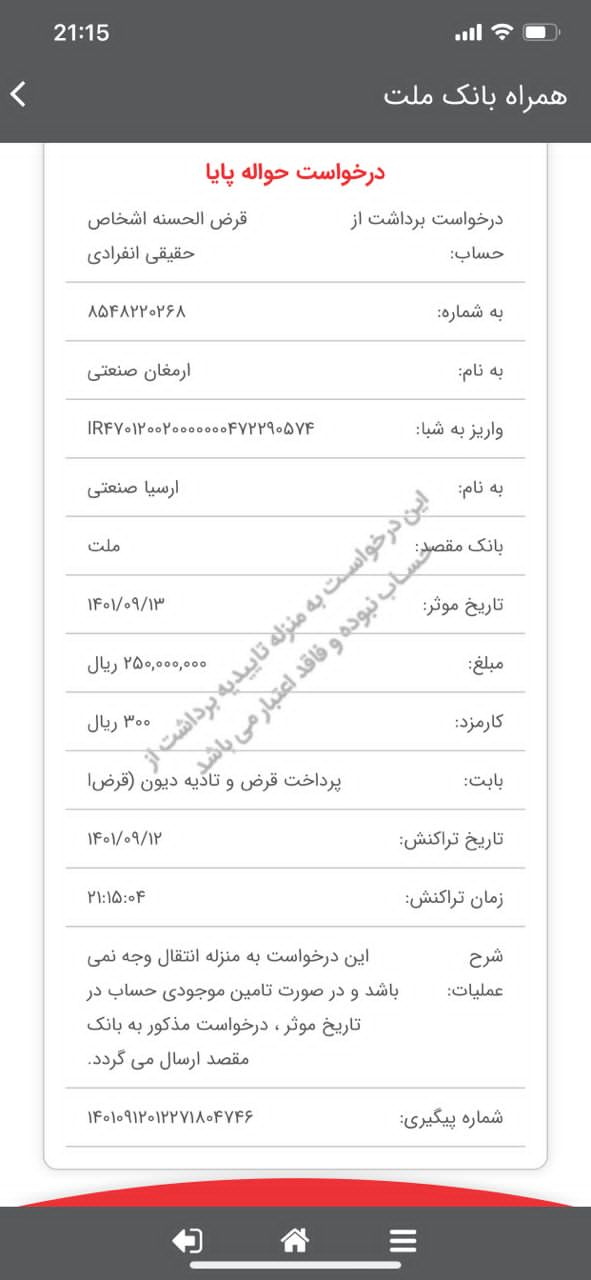 21:15
همراه بانک ملت
درخواست حواله پایا
درخواست برداشت از حساب: قرض الحسنه اشخاص حقیقی انفرادی
به شماره: ۸۵۴۸۲۲۰۲۶۸
به نام: ارمغان صنعتی
واریز به شبا: IR۴۷۰۱۲۰۰۲۰۰۰۰۰۰۰۴۷۲۲۹۰۵۷۴
به نام: ارسیا صنعتی
بانک مقصد: ملت
تاریخ موثر: ۱۴۰۱/۰۹/۱۳
مبلغ: ۲۵۰,۰۰۰,۰۰۰ ریال
کارمزد: ۳۰۰ ریال
بابت: پرداخت قرض و تادیه دیون (قرض‌ا
تاریخ تراکنش: ۱۴۰۱/۰۹/۱۲
زمان تراکنش: ۲۱:۱۵:۰۴
شرح عملیات: این درخواست به منزله انتقال وجه نمی
باشد و در صورت تامین موجودی حساب در
تاریخ موثر ، درخواست مذکور به بانک
مقصد ارسال می گردد.
شماره پیگیری: ۱۴۰۱۰۹۱۲۰۱۲۲۷۱۸۰۴۷۴۶
این درخواست به منزله تاییدیه برداشت از
حساب نبوده و فاقد اعتبار می باشد